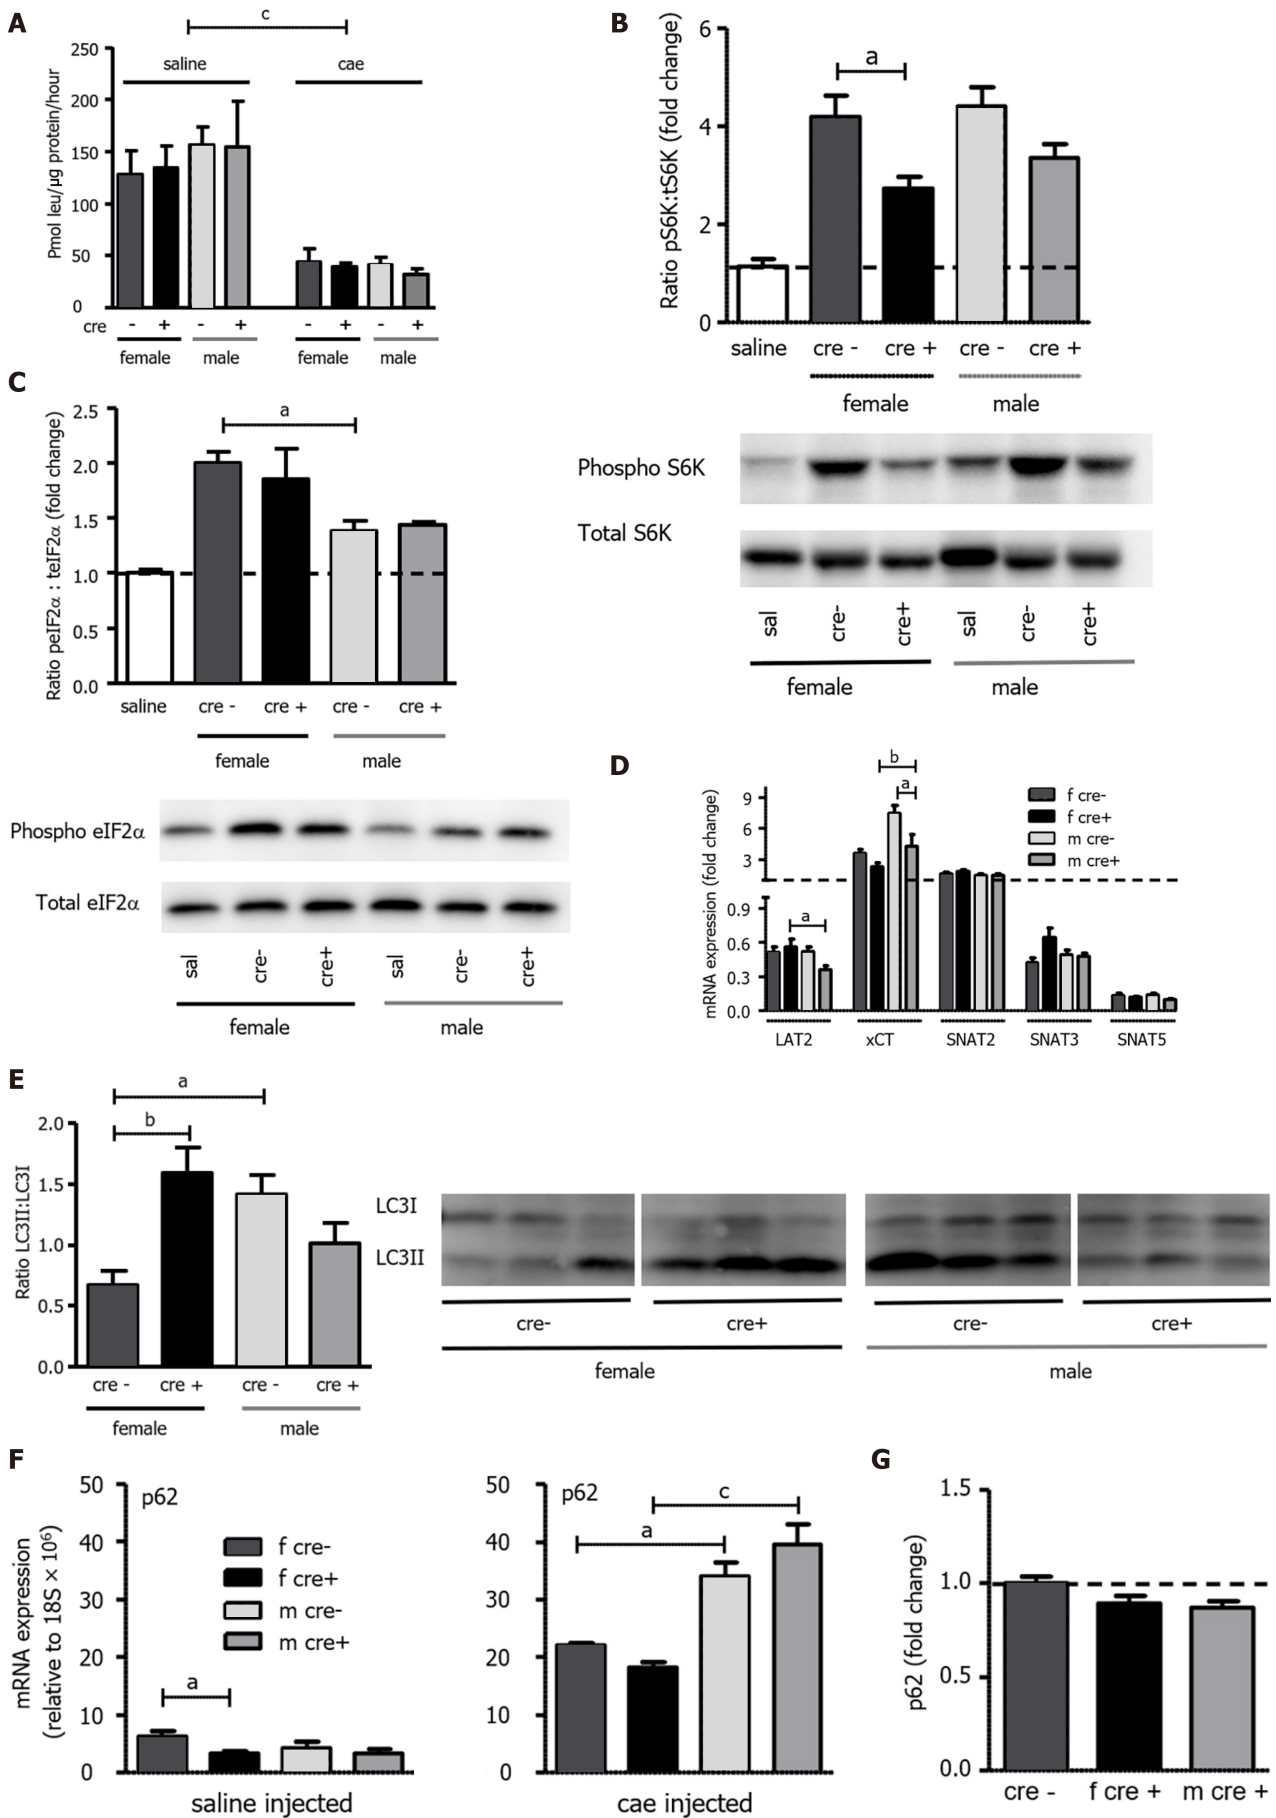 A
c
saline
cae
Pmol leu/µg protein/hour
250
200
150
100
50
0
cre - + - + - + - +
female male female male
B
a
Ratio pS6K:tS6K (fold change)
6
4
2
0
saline cre - cre + cre - cre +
female male
Phospho S6K
Total S6K
sal cre- cre+ sal cre- cre+
female male
C
a
Ratio peIF2α : teIF2α (fold change)
2.5
2.0
1.5
1.0
0.5
0.0
saline cre - cre + cre - cre +
female male
Phospho eIF2α
Total eIF2α
sal cre- cre+ sal cre- cre+
female male
D
b
a
a
mRNA expression (fold change)
9
6
3
0.9
0.6
0.3
0.0
f cre-
f cre+
m cre-
m cre+
LAT2 xCT SNAT2 SNAT3 SNAT5
E
a
b
Ratio LC3II:LC3I
2.0
1.5
1.0
0.5
0.0
cre - cre + cre - cre +
female male
LC3I
LC3II
cre- cre+ cre- cre+
female male
F
mRNA expression
(relative to 18S × 10⁶)
50
40
30
20
10
0
p62
f cre-
f cre+
m cre-
m cre+
a
saline injected
50
40
30
20
10
0
p62
c
a
cae injected
G
p62 (fold change)
1.5
1.0
0.5
0.0
cre - f cre + m cre +